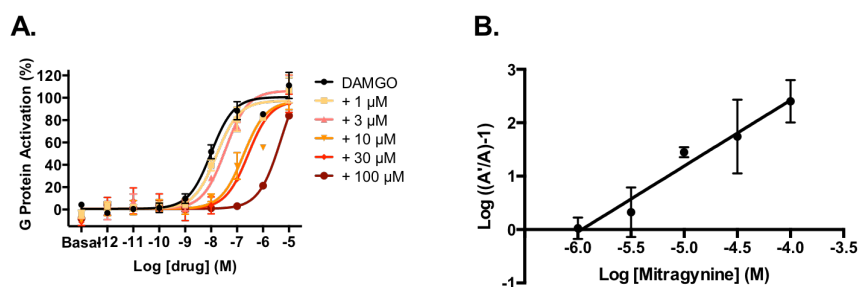 A.
G Protein Activation (%)
120
100
80
60
40
20
0
Basal -12 -11 -10 -9 -8 -7 -6 -5
Log [drug] (M)
DAMGO
+ 1 µM
+ 3 µM
+ 10 µM
+ 30 µM
+ 100 µM
B.
Log ((A'/A)-1)
3
2
1
0
-1
-6.0 -5.5 -5.0 -4.5 -4.0 -3.5
Log [Mitragynine] (M)